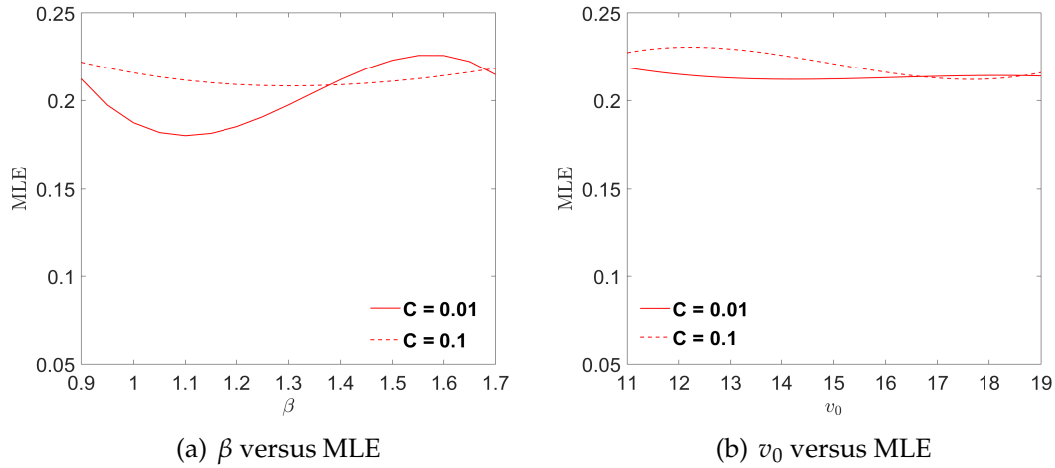 0.25
0.2
0.15
0.1
0.05
MLE
0.9 1 1.1 1.2 1.3 1.4 1.5 1.6 1.7
β
C = 0.01
C = 0.1
(a) β versus MLE
0.25
0.2
0.15
0.1
0.05
MLE
11 12 13 14 15 16 17 18 19
v₀
C = 0.01
C = 0.1
(b) v₀ versus MLE